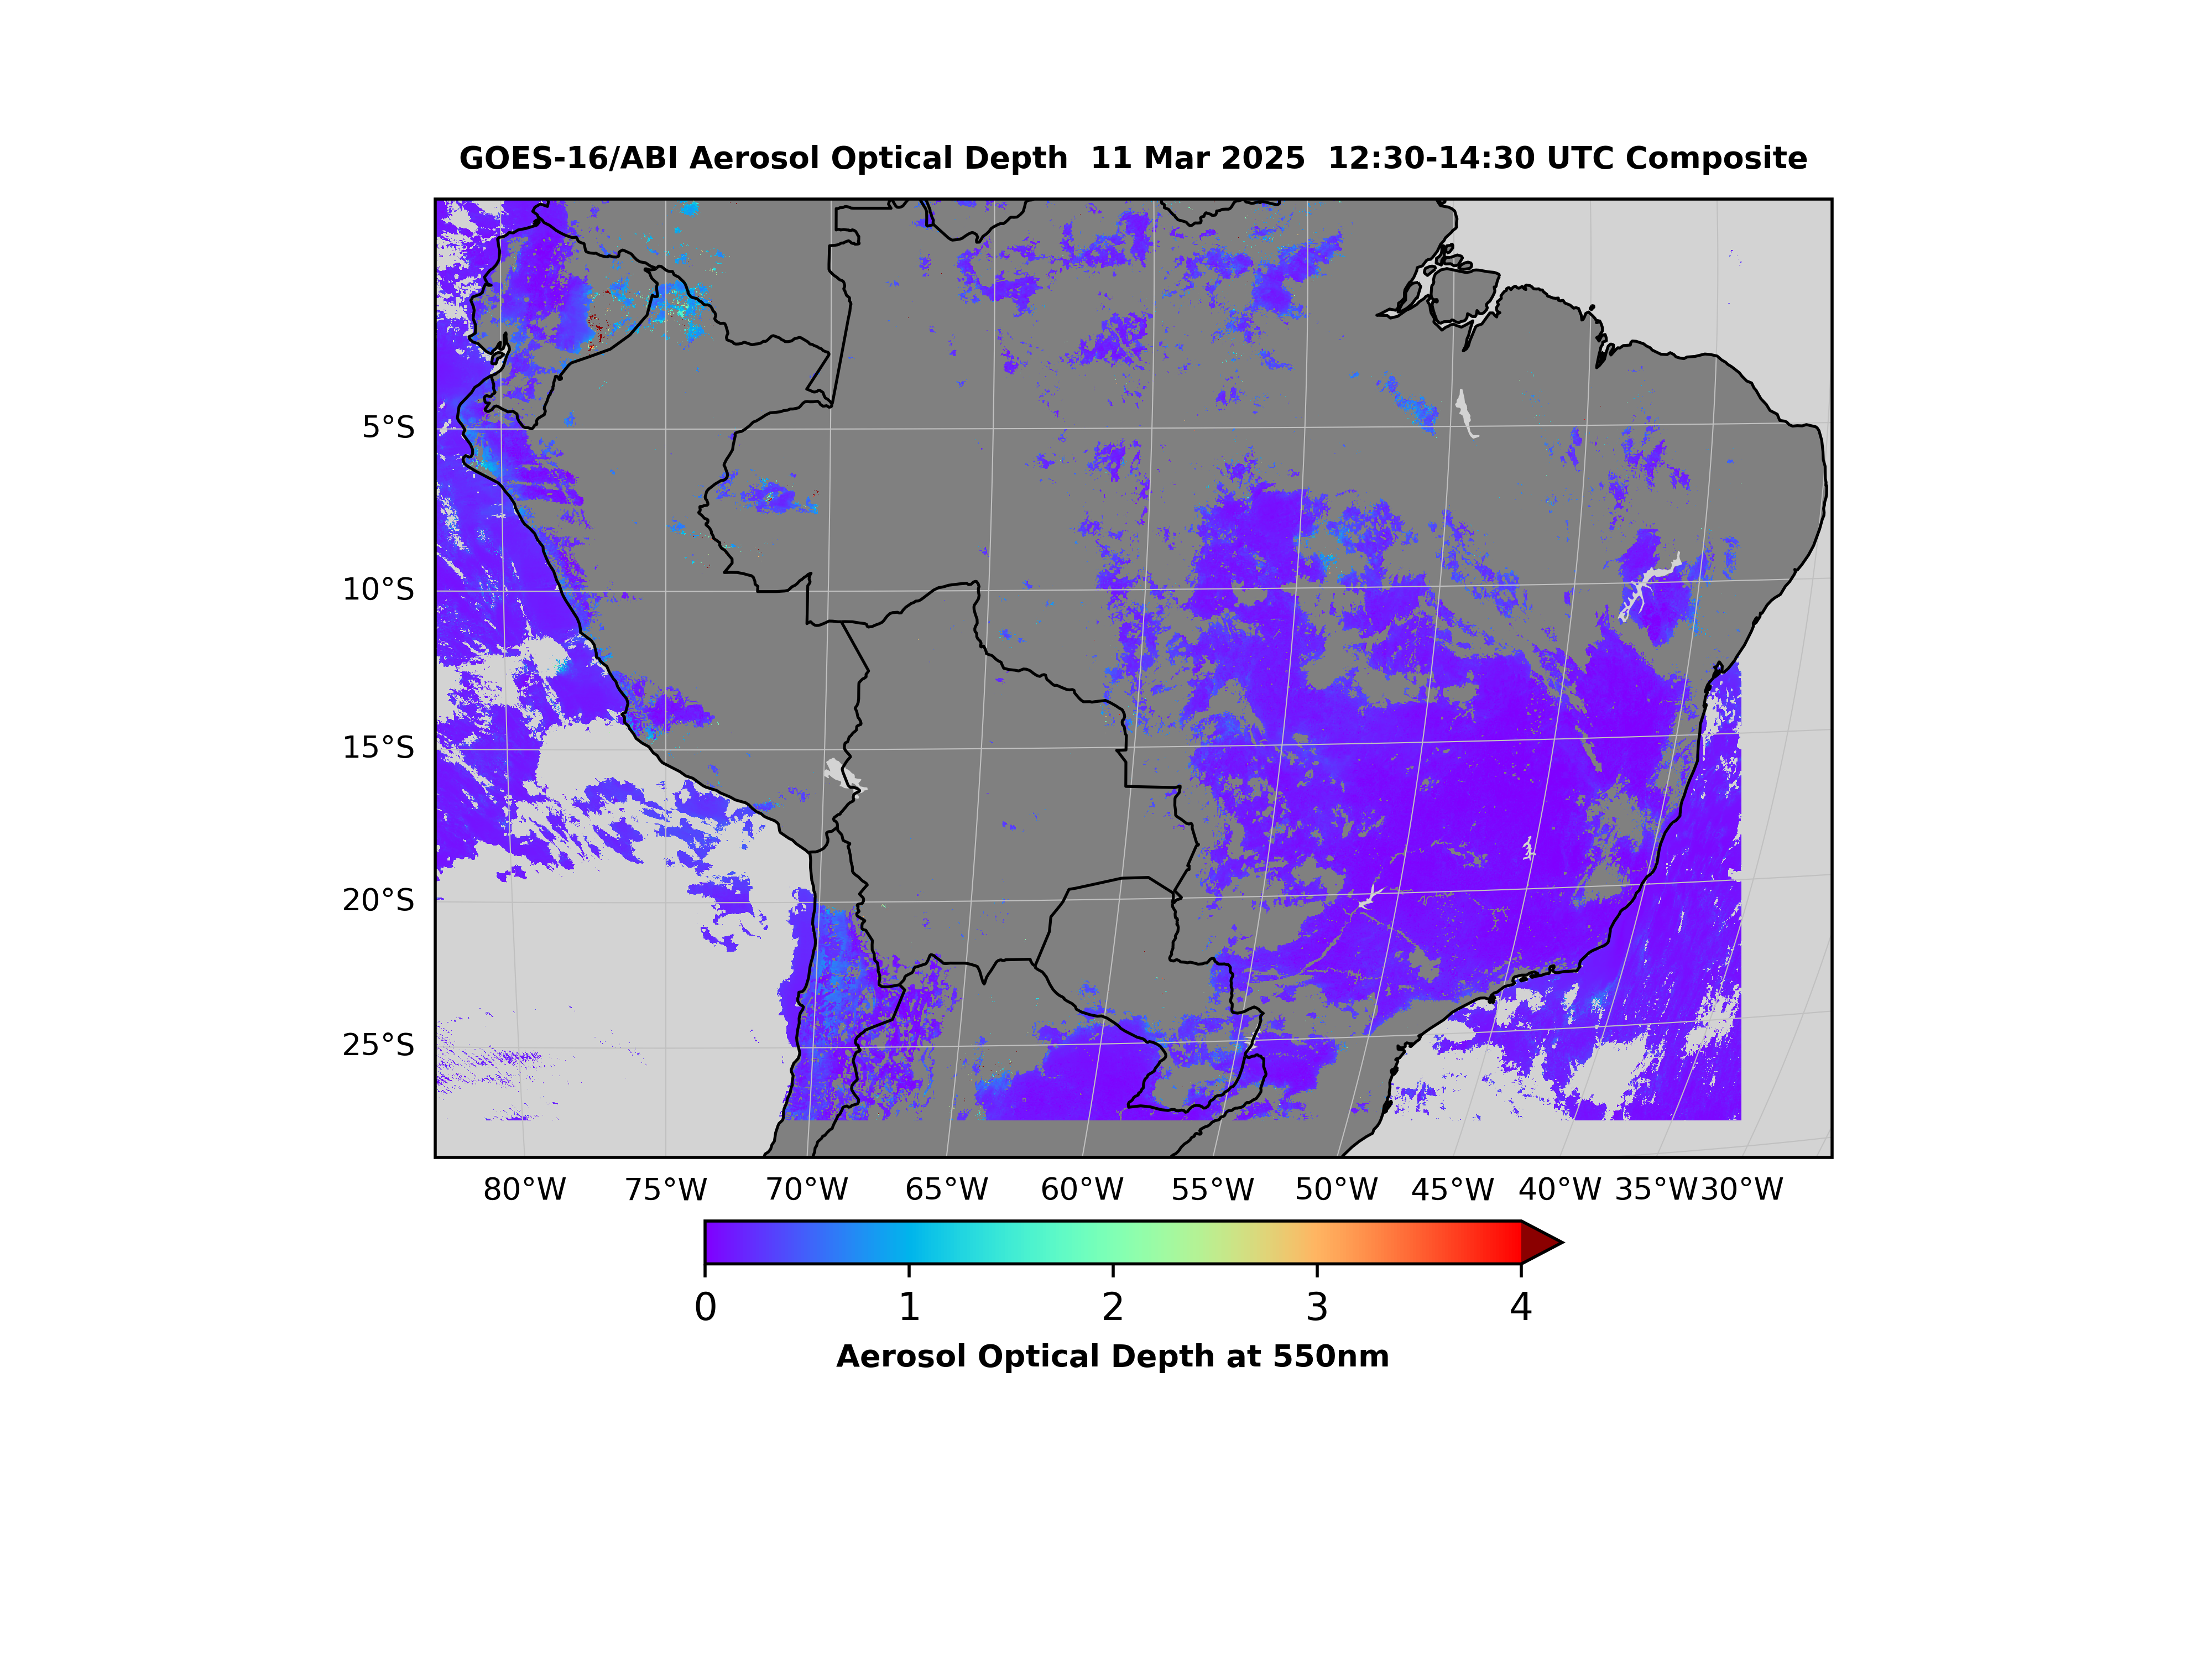 GOES-16/ABI Aerosol Optical Depth  11 Mar 2025  12:30-14:30 UTC Composite
5°S
10°S
15°S
20°S
25°S
80°W 75°W 70°W 65°W 60°W 55°W 50°W 45°W 40°W 35°W 30°W
0 1 2 3 4
Aerosol Optical Depth at 550nm